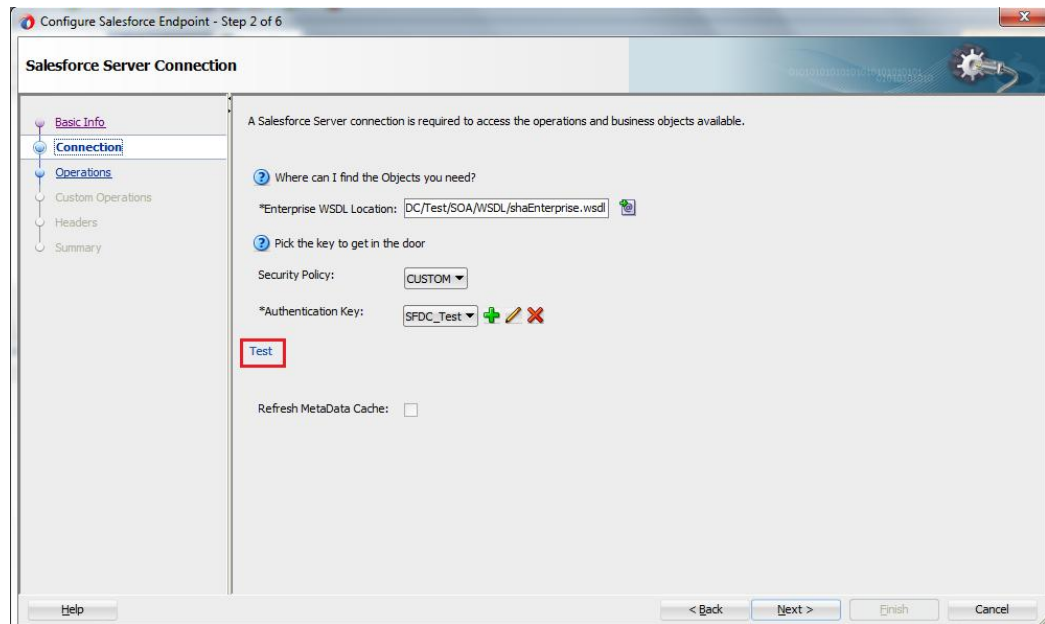 Configure Salesforce Endpoint - Step 2 of 6
x
Salesforce Server Connection
Basic Info
Connection
Operations
Custom Operations
Headers
Summary
A Salesforce Server connection is required to access the operations and business objects available.
? Where can I find the Objects you need?
*Enterprise WSDL Location: DC/Test/SOA/WSDL/shaEnterprise.wsdl
? Pick the key to get in the door
Security Policy: CUSTOM
*Authentication Key: SFDC_Test
Test
Refresh MetaData Cache:
Help
< Back
Next >
Finish
Cancel